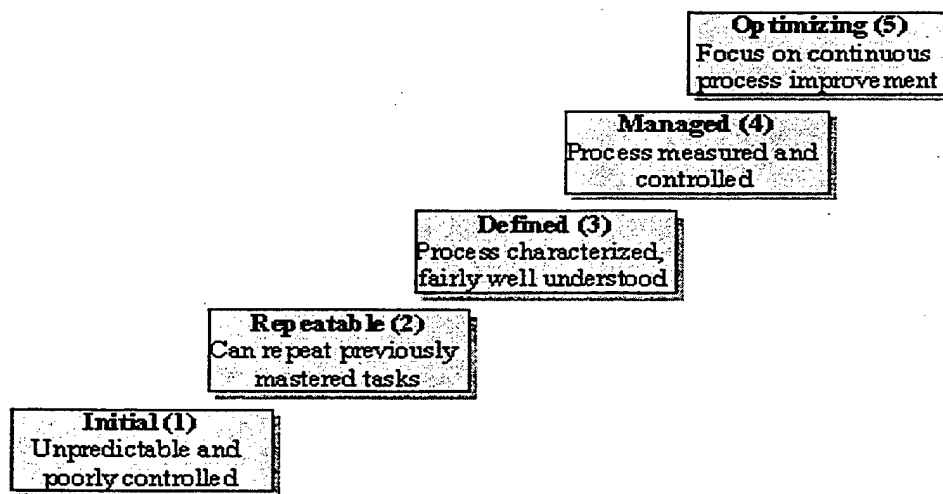 Optimizing (5)
Focus on continuous
process improvement
Managed (4)
Process measured and
controlled
Defined (3)
Process characterized,
fairly well understood
Repeatable (2)
Can repeat previously
mastered tasks
Initial (1)
Unpredictable and
poorly controlled